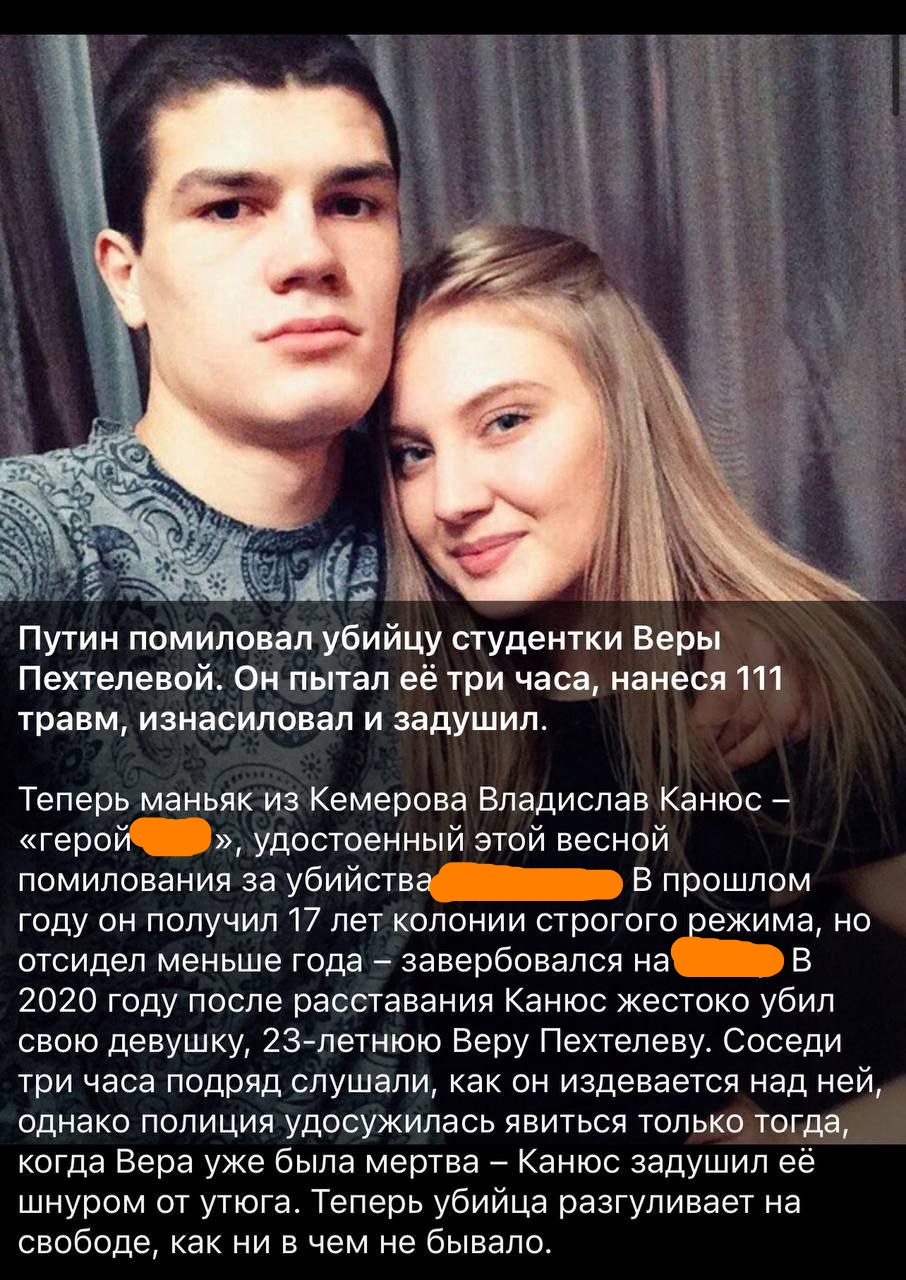 Путин помиловал убийцу студентки Веры
Пехтелевой. Он пытал её три часа, нанеся 111
травм, изнасиловал и задушил.
Теперь маньяк из Кемерова Владислав Канюс –
«герой », удостоенный этой весной
помилования за убийства В прошлом
году он получил 17 лет колонии строгого режима, но
отсидел меньше года – завербовался на В
2020 году после расставания Канюс жестоко убил
свою девушку, 23-летнюю Веру Пехтелеву. Соседи
три часа подряд слушали, как он издевается над ней,
однако полиция удосужилась явиться только тогда,
когда Вера уже была мертва – Канюс задушил её
шнуром от утюга. Теперь убийца разгуливает на
свободе, как ни в чем не бывало.